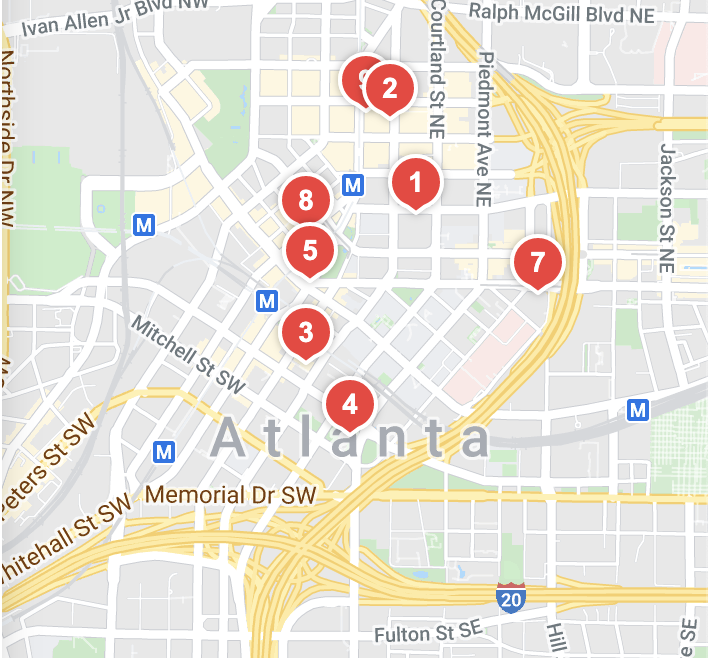 Ivan Allen Jr Blvd NW
Ralph McGill Blvd NE
Courtland St NE
Piedmont Ave NE
Northside Dr NW
Jackson St NE
9
2
1
M
8
M
5
7
M
3
Mitchell St SW
4
M
Atlanta
M
Peters St SW
Memorial Dr SW
Whitehall St SW
20
Fulton St SE
Hill
e SE